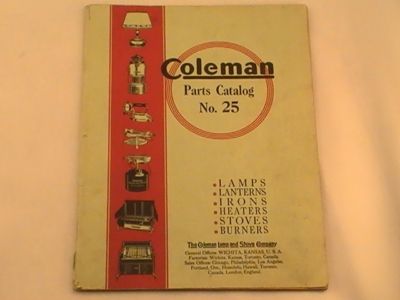 Coleman
Parts Catalog
No. 25
LAMPS
LANTERNS
IRONS
HEATERS
STOVES
BURNERS
The Coleman Lamp and Stove Company
General Offices: WICHITA, KANSAS, U. S. A.
Factories: Wichita, Kansas, Toronto, Canada
Sales Offices: Chicago, Philadelphia, Los Angeles,
Portland, Ore., Honolulu, Hawaii, Toronto,
Canada, London, England.